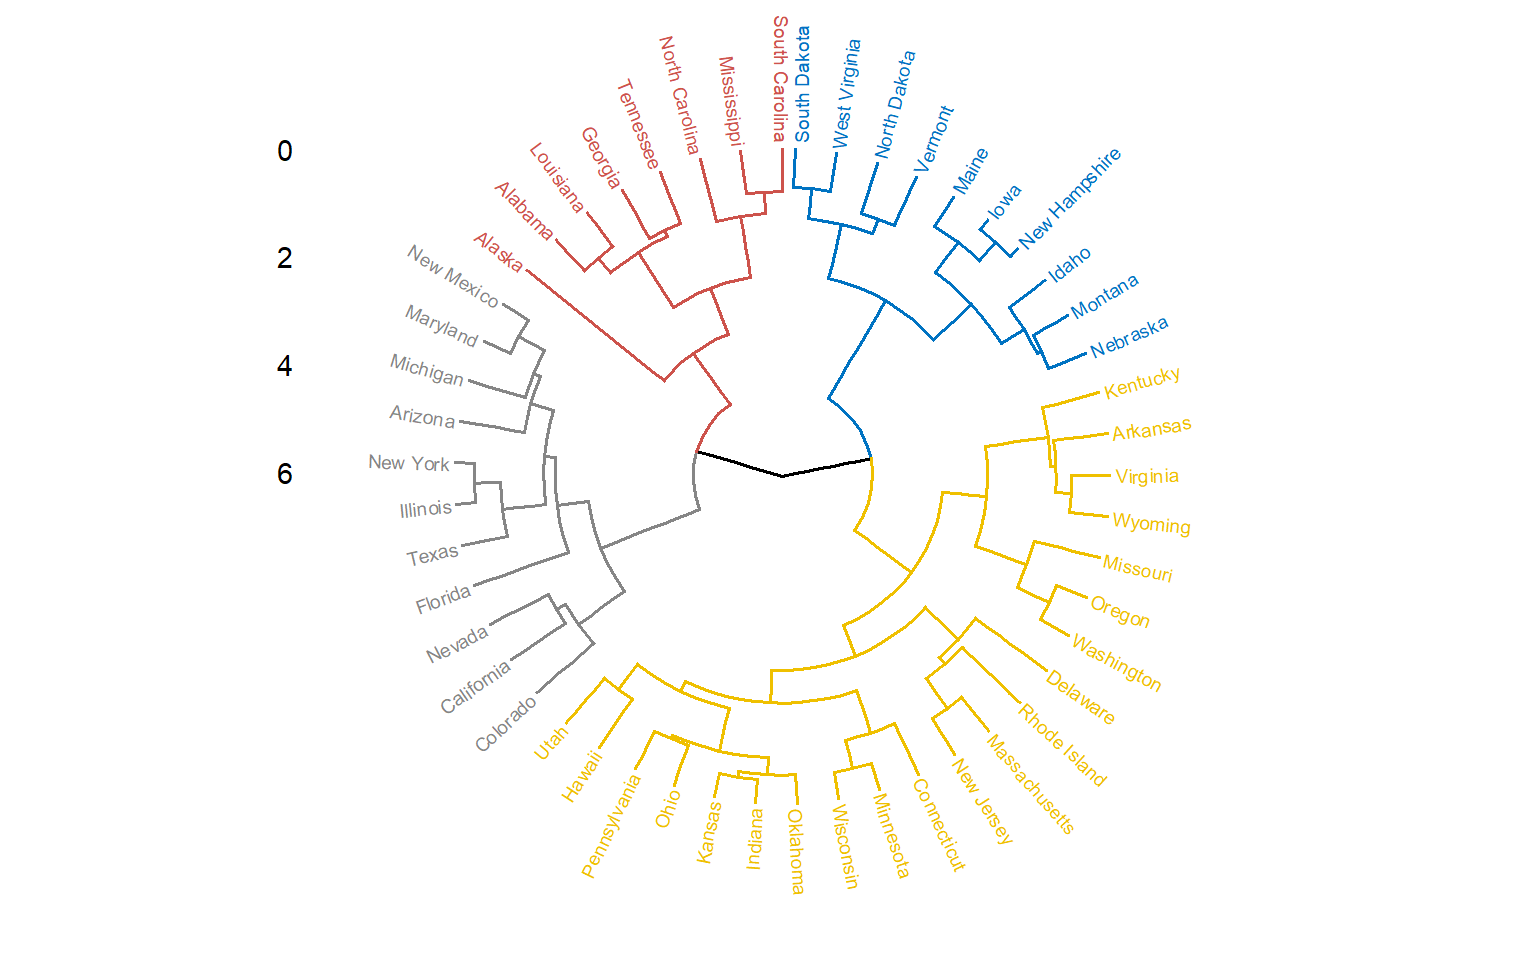 0
2
4
6
South Carolina
Mississippi
North Carolina
Tennessee
Georgia
Louisiana
Alabama
Alaska
New Mexico
Maryland
Michigan
Arizona
New York
Illinois
Texas
Florida
Nevada
California
Colorado
Utah
Hawaii
Pennsylvania
Ohio
Kansas
Indiana
Oklahoma
Wisconsin
Minnesota
Connecticut
New Jersey
Massachusetts
Rhode Island
Delaware
Washington
Oregon
Missouri
Wyoming
Virginia
Arkansas
Kentucky
Nebraska
Montana
Idaho
New Hampshire
Iowa
Maine
Vermont
North Dakota
West Virginia
South Dakota